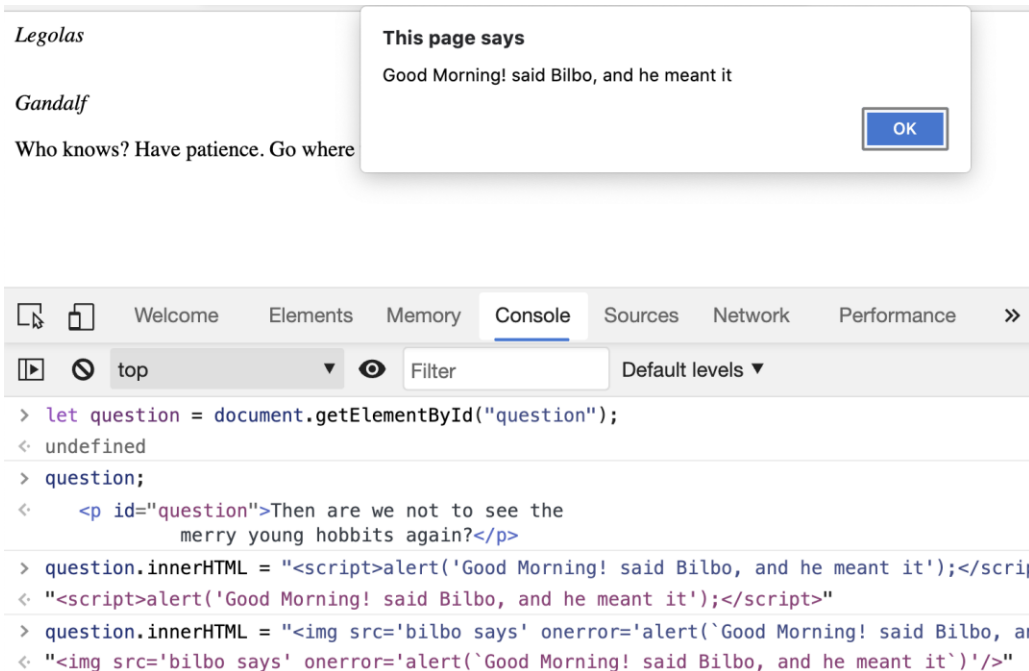 Legolas
This page says
Good Morning! said Bilbo, and he meant it
Gandalf
OK
Who knows? Have patience. Go where
Welcome Elements Memory Console Sources Network Performance »
top ▼ Filter Default levels ▼
> let question = document.getElementById("question");
<· undefined
> question;
<· <p id="question">Then are we not to see the
merry young hobbits again?</p>
> question.innerHTML = "<script>alert('Good Morning! said Bilbo, and he meant it');</scrip
<· "<script>alert('Good Morning! said Bilbo, and he meant it');</script>"
> question.innerHTML = "<img src='bilbo says' onerror='alert(`Good Morning! said Bilbo, an
<· "<img src='bilbo says' onerror='alert(`Good Morning! said Bilbo, and he meant it`)'/>"